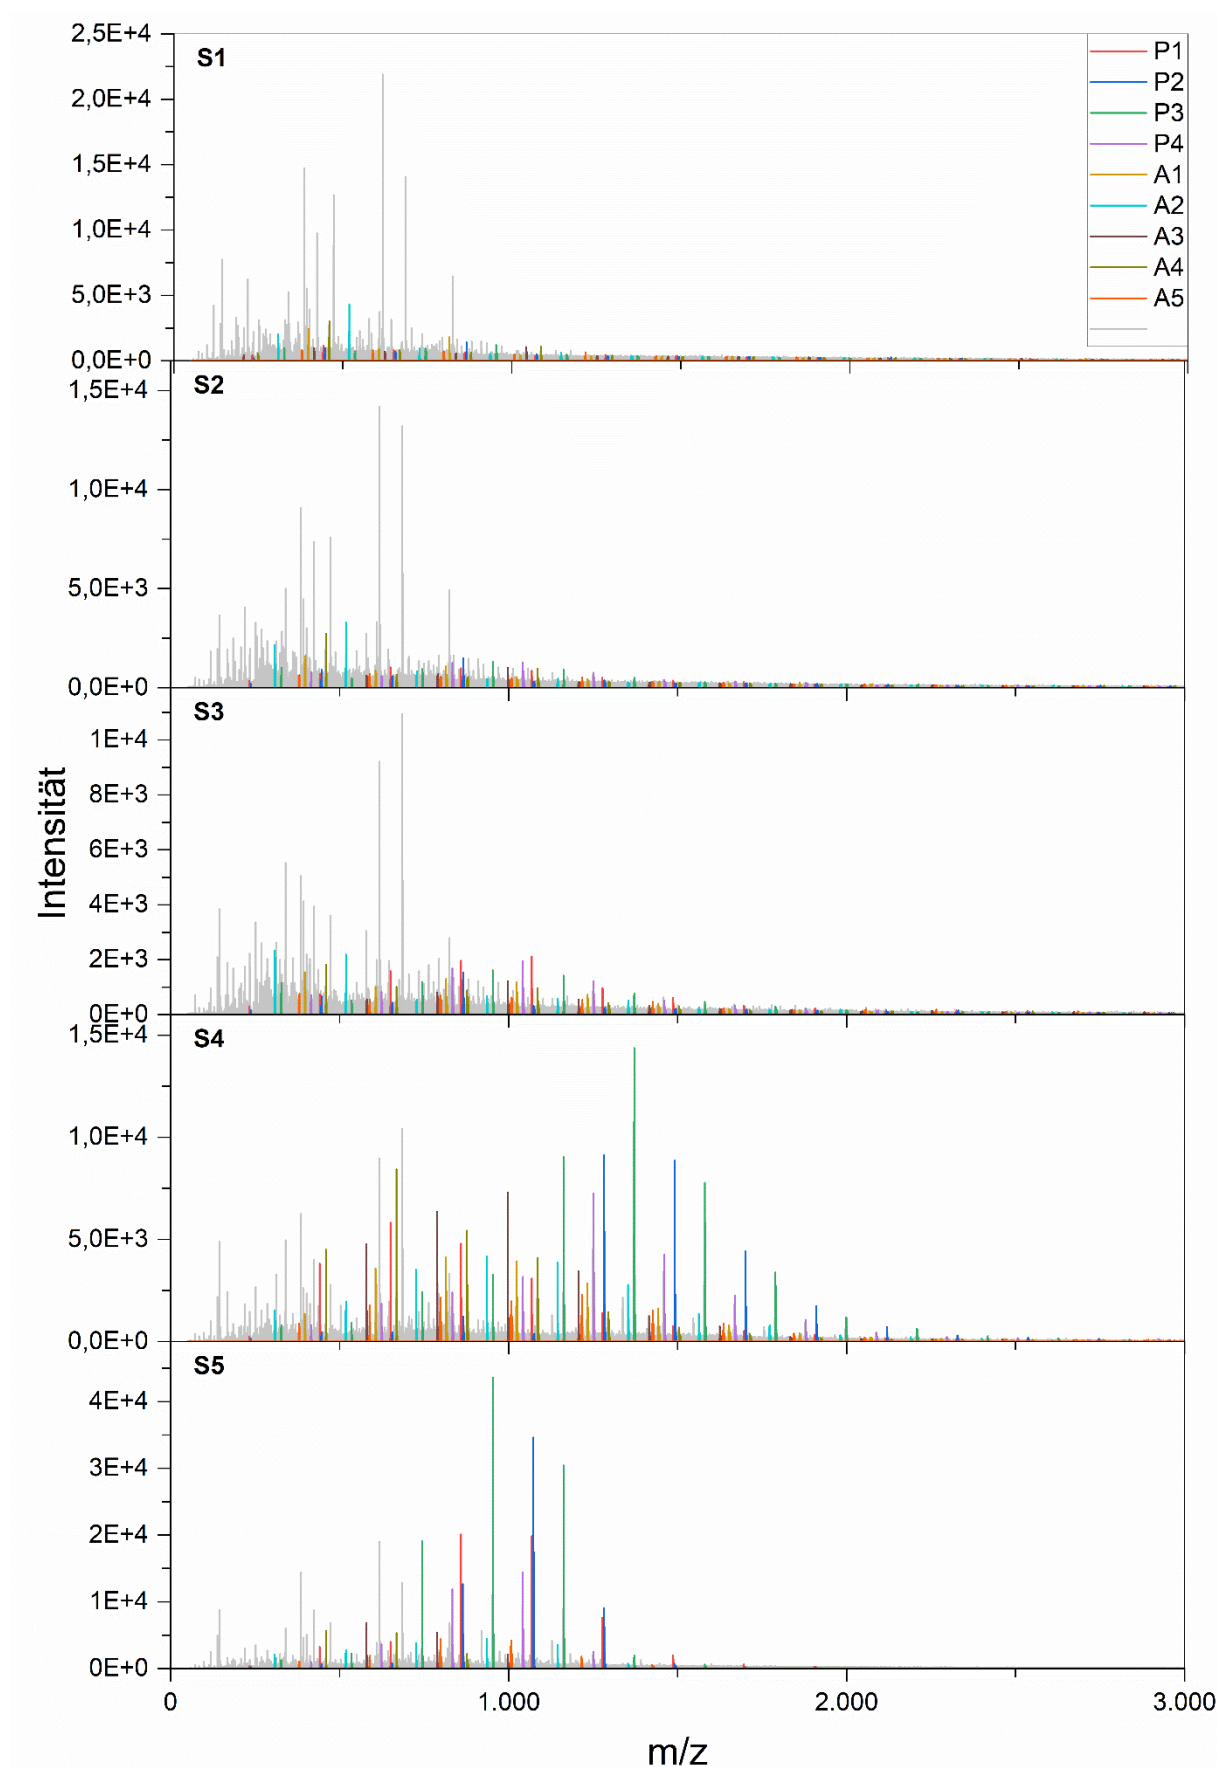 S1
2,5E+4
2,0E+4
1,5E+4
1,0E+4
5,0E+3
0,0E+0
P1
P2
P3
P4
A1
A2
A3
A4
A5
S2
1,5E+4
1,0E+4
5,0E+3
0,0E+0
S3
1E+4
8E+3
6E+3
4E+3
2E+3
0E+0
Intensität
S4
1,5E+4
1,0E+4
5,0E+3
0,0E+0
S5
4E+4
3E+4
2E+4
1E+4
0E+0
0 1.000 2.000 3.000
m/z